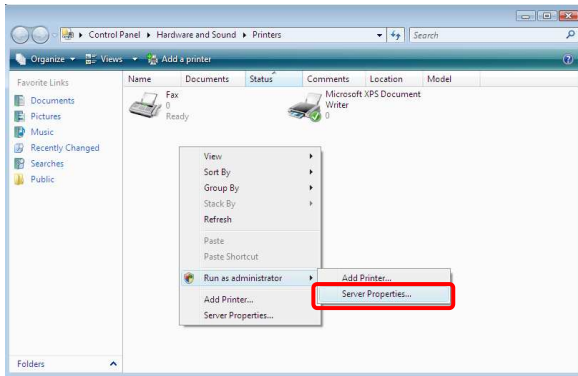 Control Panel ▸ Hardware and Sound ▸ Printers
Search
Organize Views Add a printer
Favorite Links
Documents
Pictures
Music
Recently Changed
Searches
Public
Folders
Name Documents Status Comments Location Model
Fax
0
Ready
Microsoft XPS Document
Writer
0
View
Sort By
Group By
Stack By
Refresh
Paste
Paste Shortcut
Run as administrator
Add Printer...
Server Properties...
Add Printer...
Server Properties...